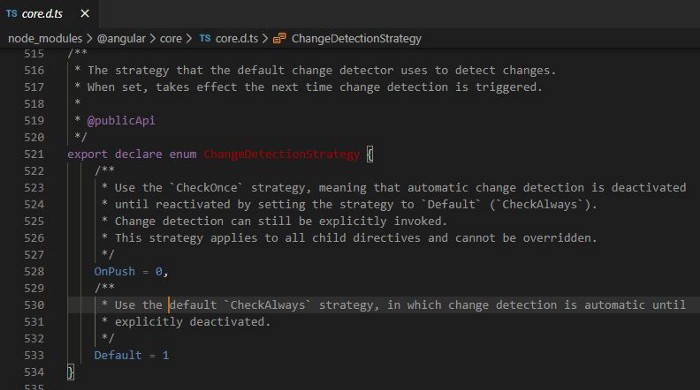 TS core.d.ts ×
node_modules > @angular > core > TS core.d.ts > ChangeDetectionStrategy
515 /**
516 * The strategy that the default change detector uses to detect changes.
517 * When set, takes effect the next time change detection is triggered.
518 *
519 * @publicApi
520 */
521 export declare enum ChangeDetectionStrategy {
522 /**
523 * Use the `CheckOnce` strategy, meaning that automatic change detection is deactivated
524 * until reactivated by setting the strategy to `Default` (`CheckAlways`).
525 * Change detection can still be explicitly invoked.
526 * This strategy applies to all child directives and cannot be overridden.
527 */
528 OnPush = 0,
529 /**
530 * Use the default `CheckAlways` strategy, in which change detection is automatic until
531 * explicitly deactivated.
532 */
533 Default = 1
534 }
535